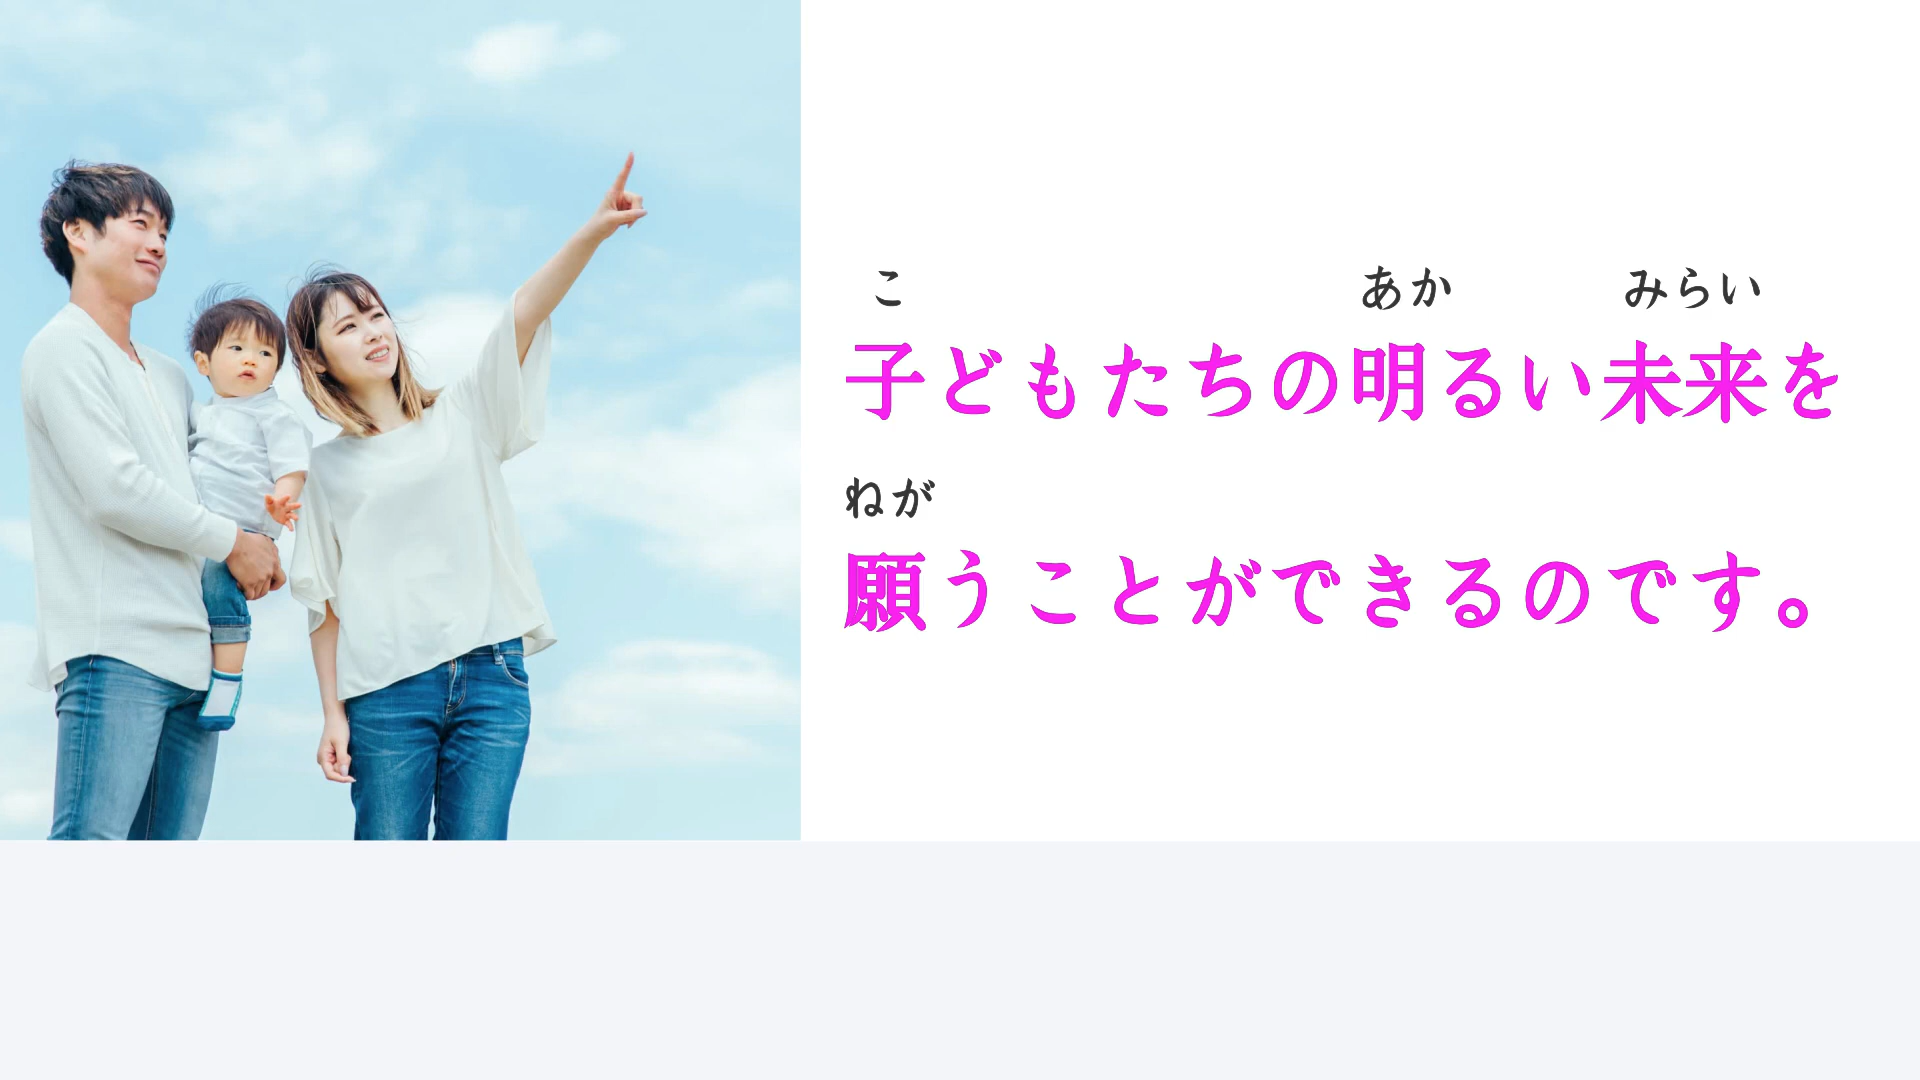 こ あか みらい
子どもたちの明るい未来を
ねが
願うことができるのです。